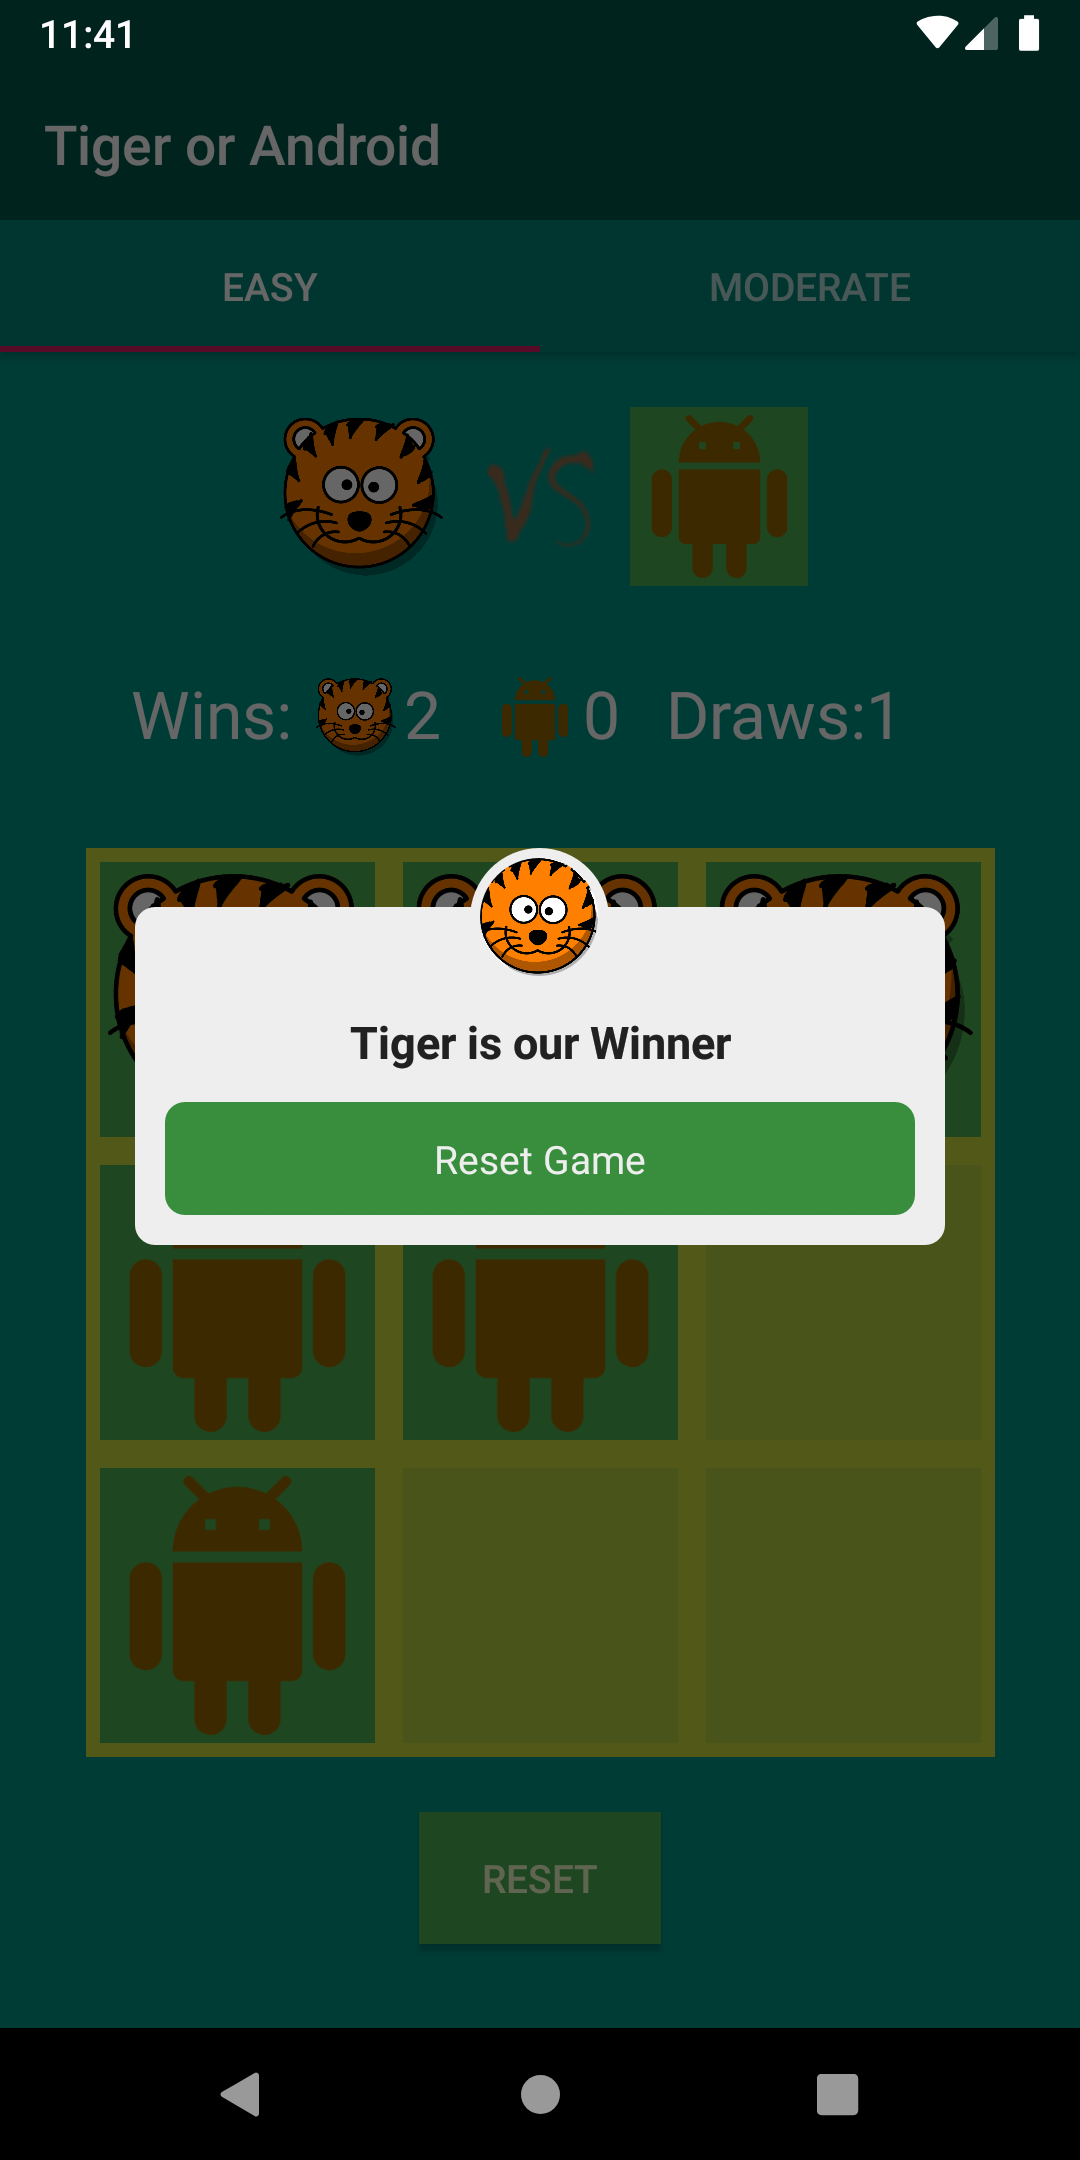 11:41
Tiger or Android
EASY MODERATE
VS
Wins: 2 0 Draws:1
Tiger is our Winner
Reset Game
RESET